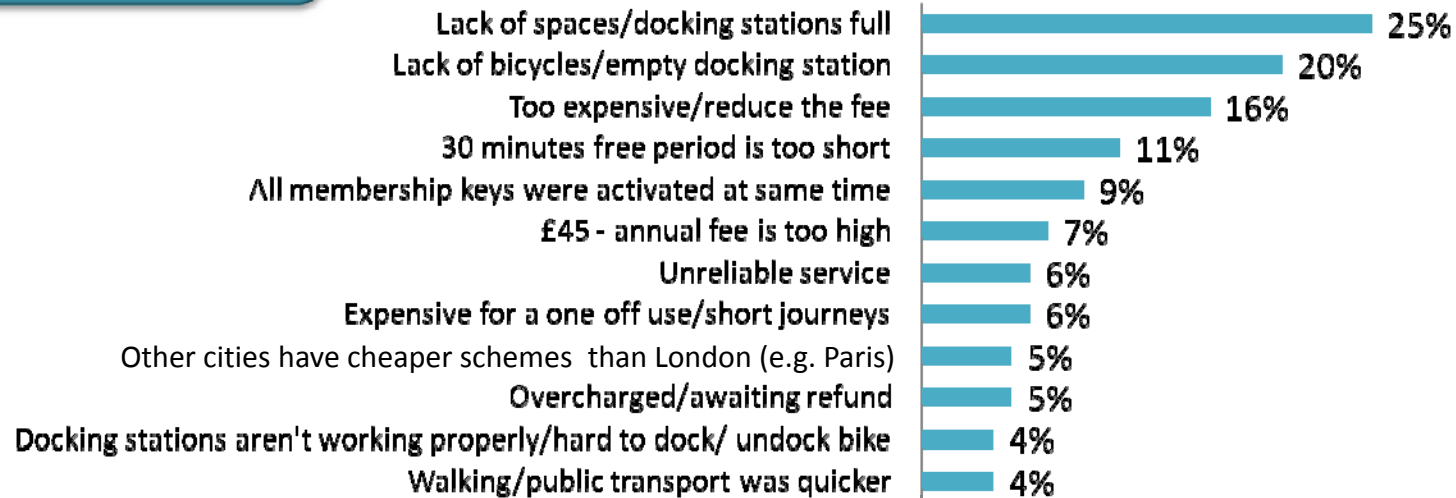 Lack of spaces/docking stations full 25%
Lack of bicycles/empty docking station 20%
Too expensive/reduce the fee 16%
30 minutes free period is too short 11%
All membership keys were activated at same time 9%
£45 - annual fee is too high 7%
Unreliable service 6%
Expensive for a one off use/short journeys 6%
Other cities have cheaper schemes than London (e.g. Paris) 5%
Overcharged/awaiting refund 5%
Docking stations aren't working properly/hard to dock/ undock bike 4%
Walking/public transport was quicker 4%